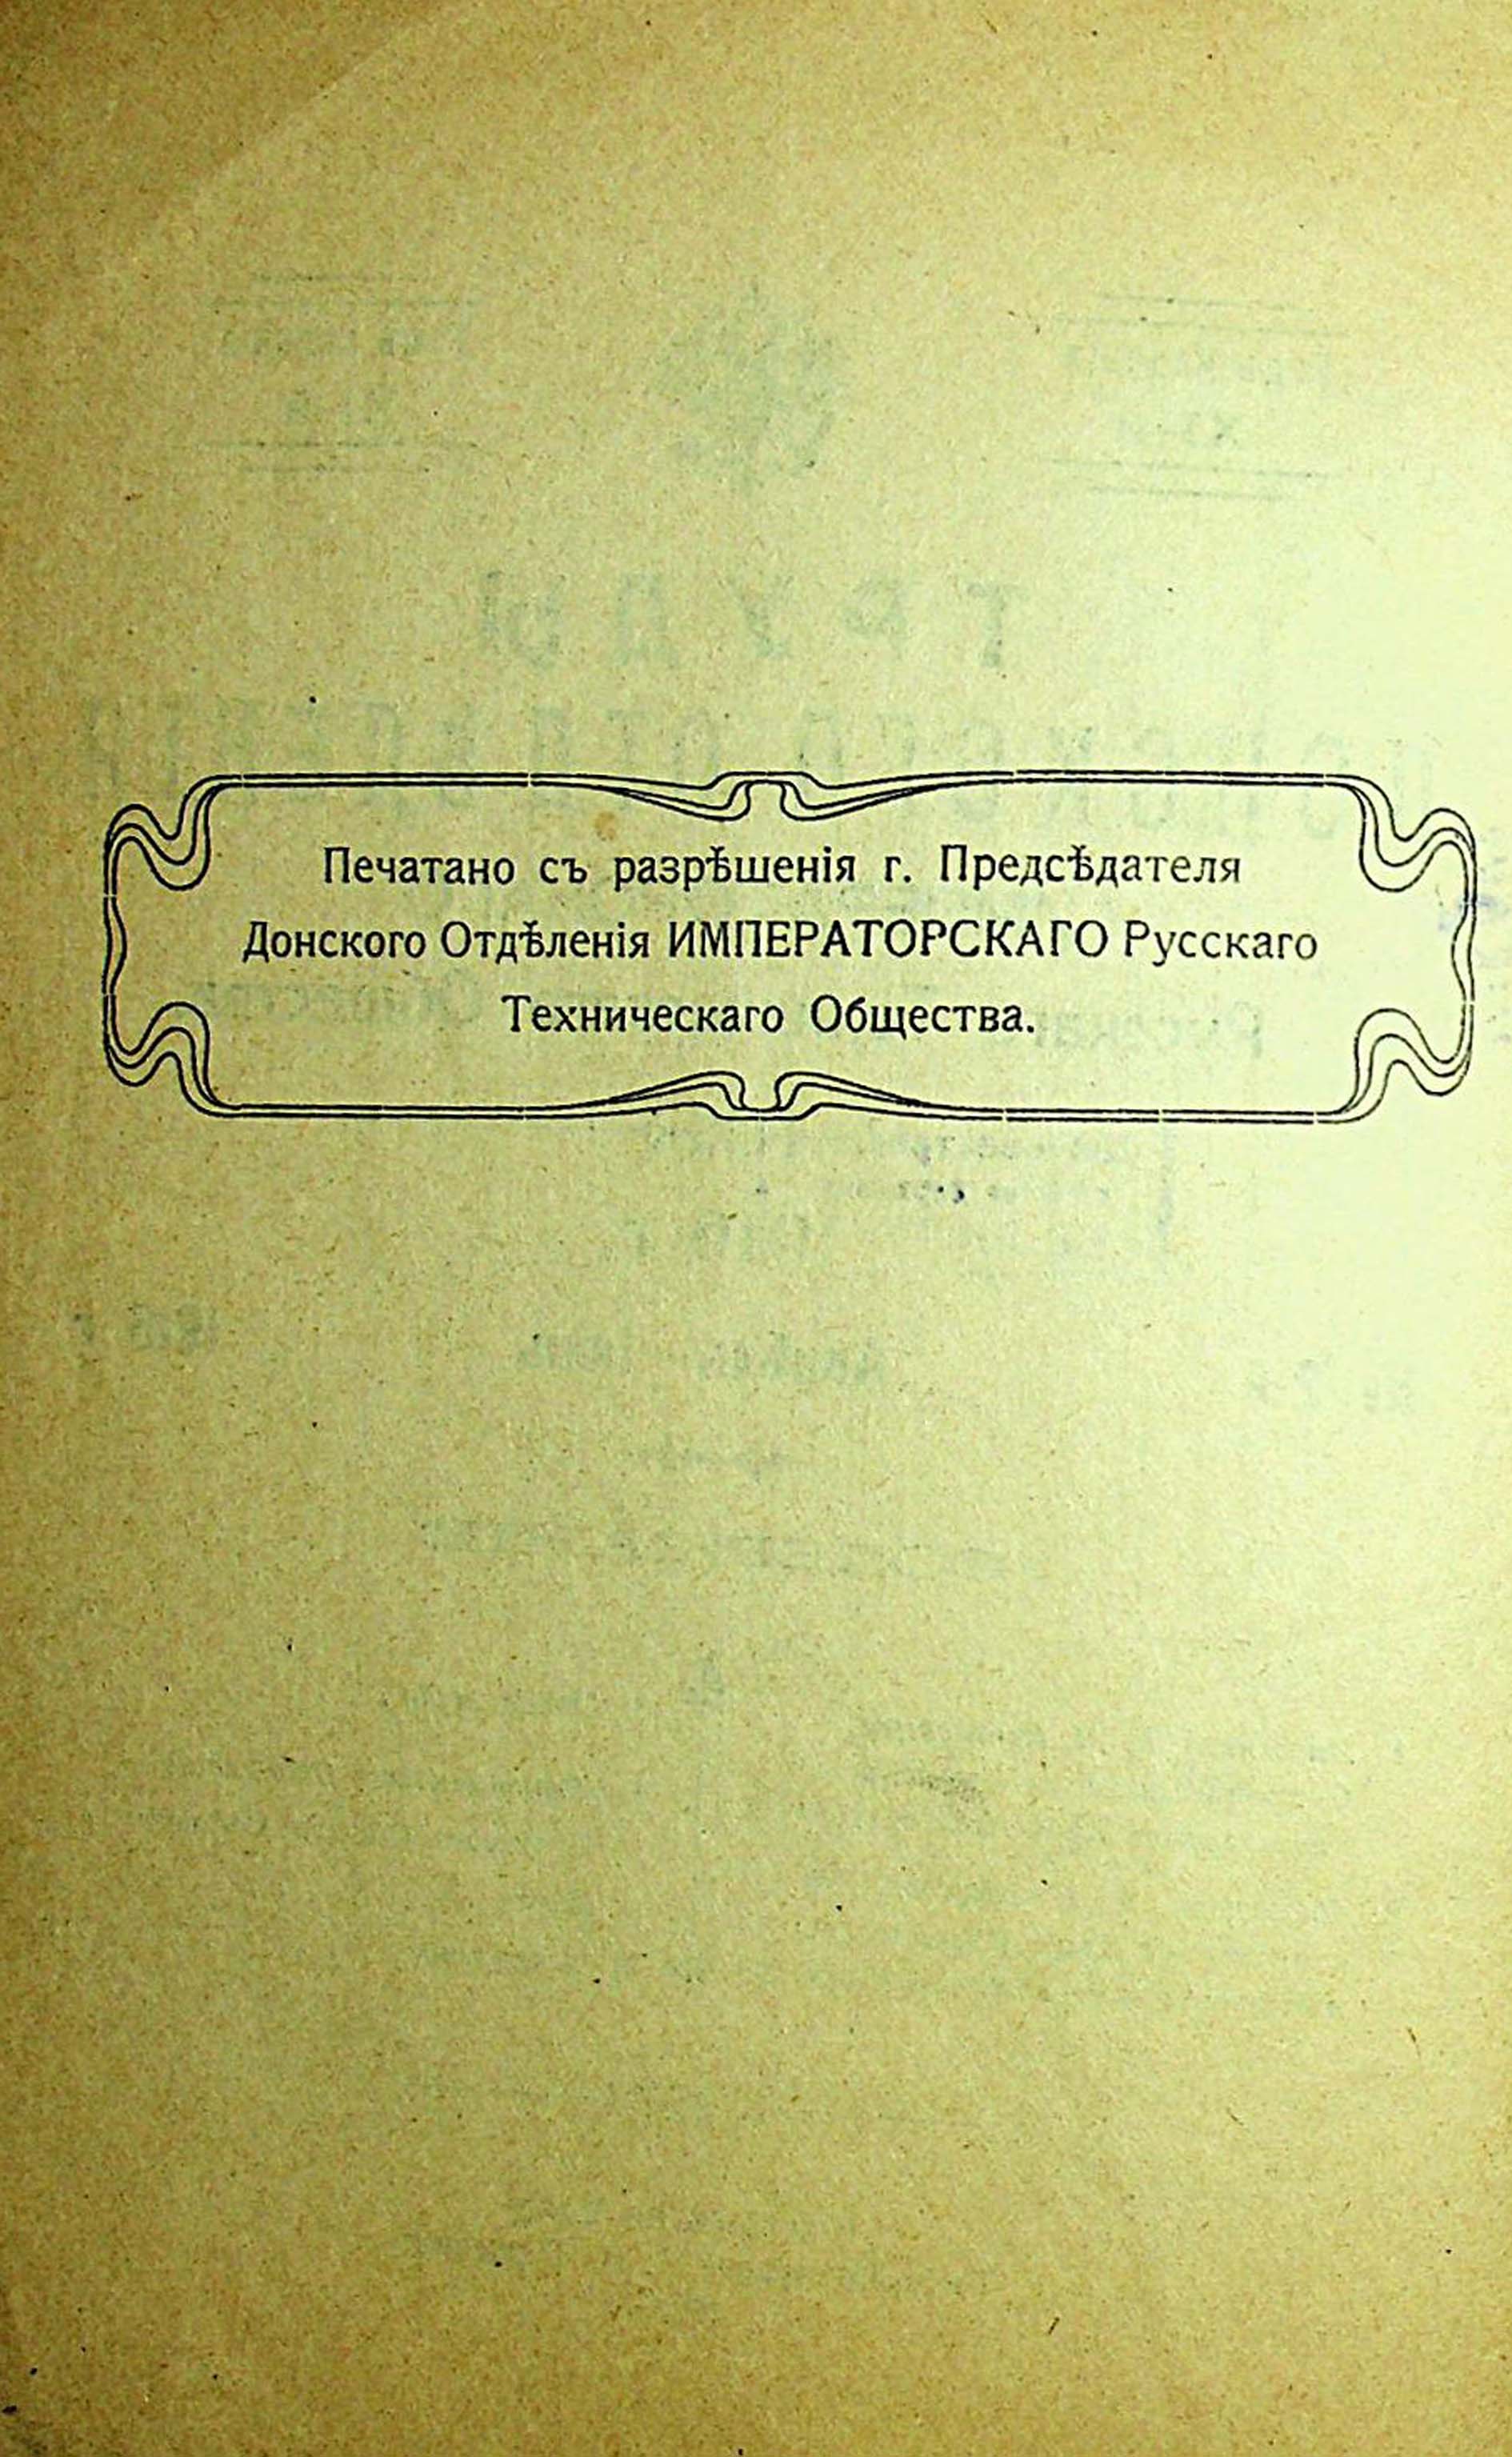 Печатано съ разрѣшенія г. Предсѣдателя
Донского Отдѣленія ИМПЕРАТОРСКАГО Русскаго
Техническаго Общества.